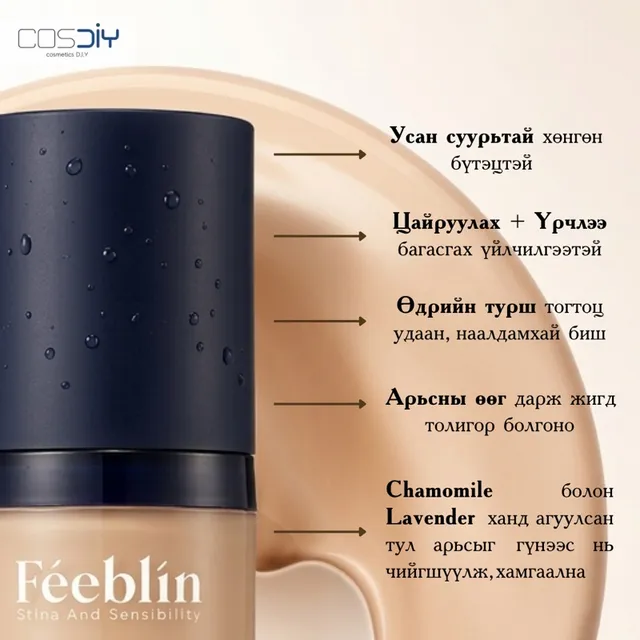 COSDIY
cosmetics D.I.Y
Усан суурьтай хөнгөн
бүтэцтэй
Цайруулах + Үрчлээ
багасгах үйлчилгээтэй
Өдрийн турш тогтоц
удаан, наалдамхай биш
Арьсны өөг дарж жигд
толигор болгоно
Chamomile болон
Lavender ханд агуулсан
тул арьсыг гүнээс нь
чийгшүүлж, хамгаална
Féeblín
Stina And Sensibility